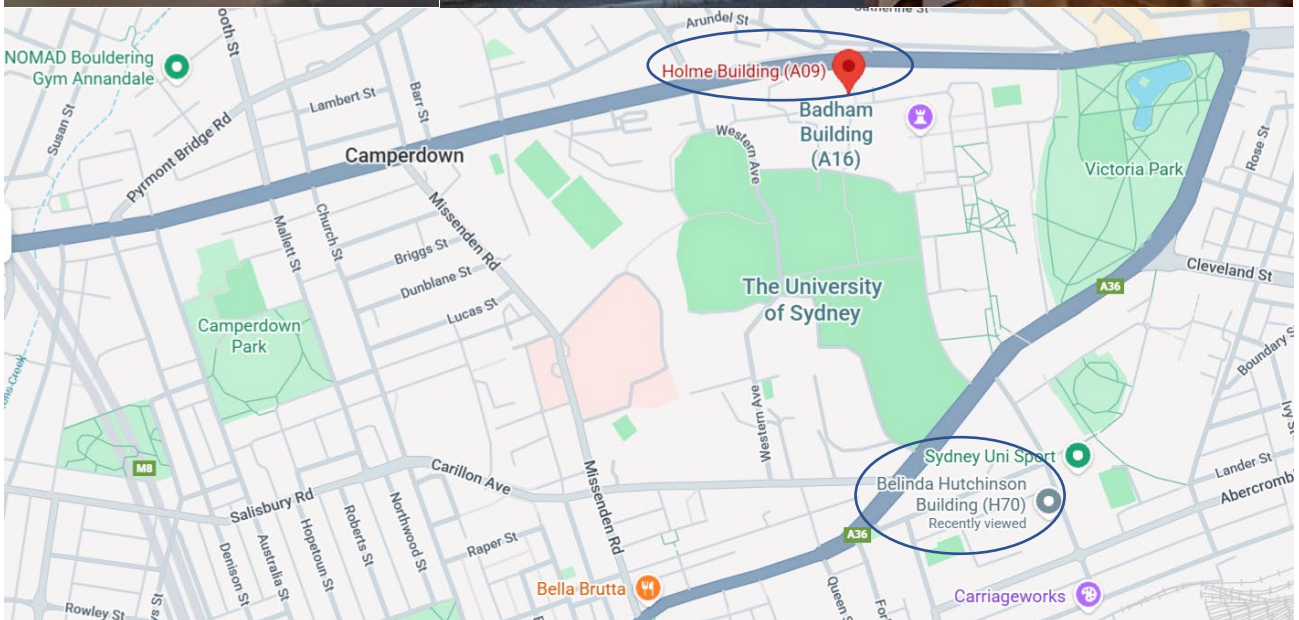 Arundel St
Catherine St
NOMAD Bouldering
Gym Annandale
ooth St
Holme Building (A09)
Lambert St
Barr St
Badham
Building
(A16)
Susan St
Pyrmont Bridge Rd
Western Ave
Rose St
Camperdown
Victoria Park
Missenden Rd
Church St
Mallett St
Briggs St
Dunblane St
Lucas St
Cleveland St
The University
of Sydney
A36
Camperdown
Park
Boundary S
Western Ave
Ivy St
M8
Carillon Ave
Sydney Uni Sport
Lander St
Belinda Hutchinson
Building (H70)
Recently viewed
Abercromb
Salisbury Rd
Missenden Rd
Northwood St
Roberts St
Hopetoun St
Australia St
Denison St
A36
Raper St
Bella Brutta
Queen S
For
Carriageworks
Rowley St